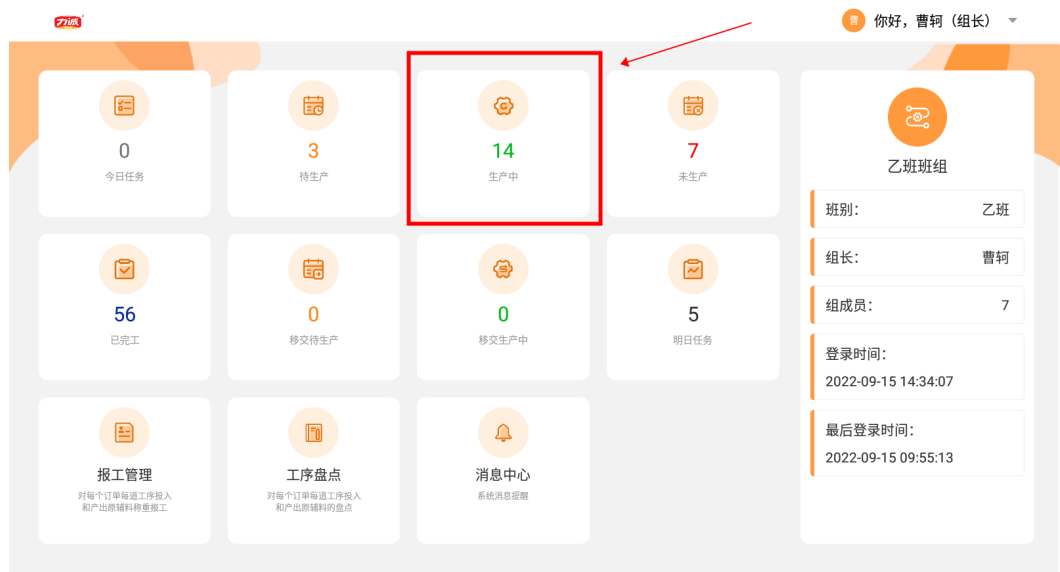 力诚
曹 你好，曹轲（组长）
0
今日任务
3
待生产
14
生产中
7
未生产
56
已完工
0
移交待生产
0
移交生产中
5
明日任务
报工管理
对每个订单每道工序投入
和产出原辅料称重报工
工序盘点
对每个订单每道工序投入
和产出原辅料的盘点
消息中心
系统消息提醒
乙班班组
班别： 乙班
组长： 曹轲
组成员： 7
登录时间：
2022-09-15 14:34:07
最后登录时间：
2022-09-15 09:55:13